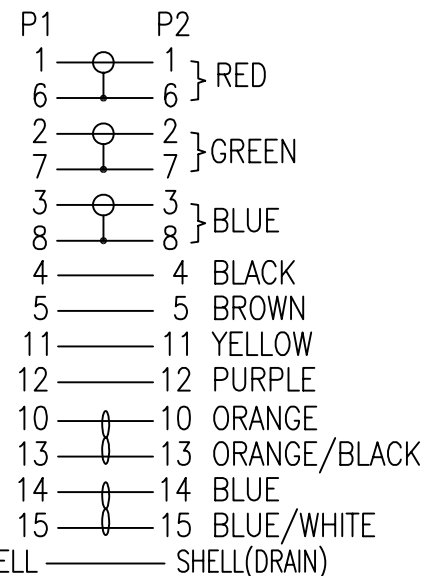 P1 P2
1 1
6 6 } RED
2 2
7 7 } GREEN
3 3
8 8 } BLUE
4 4 BLACK
5 5 BROWN
11 11 YELLOW
12 12 PURPLE
10 10 ORANGE
13 13 ORANGE/BLACK
14 14 BLUE
15 15 BLUE/WHITE
ELL SHELL(DRAIN)